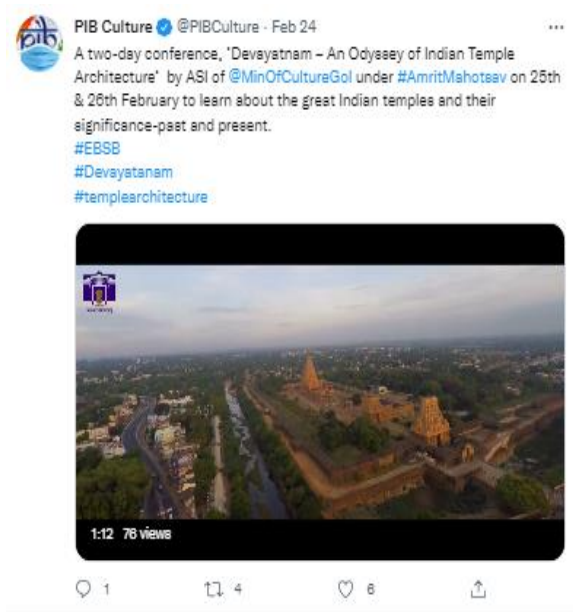 PIB Culture @PIBCulture · Feb 24
A two-day conference, "Devayatnam – An Odyssey of Indian Temple
Architecture" by ASI of @MinOfCultureGoI under #AmritMahotsav on 25th
& 26th February to learn about the great Indian temples and their
significance-past and present.
#EBSB
#Devayatanam
#templearchitecture
1:12 76 views
1 4 6